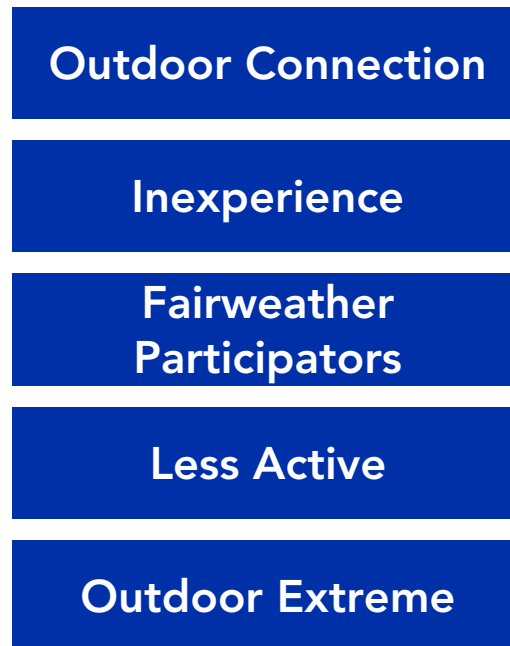 Outdoor Connection
Inexperience
Fairweather
Participators
Less Active
Outdoor Extreme